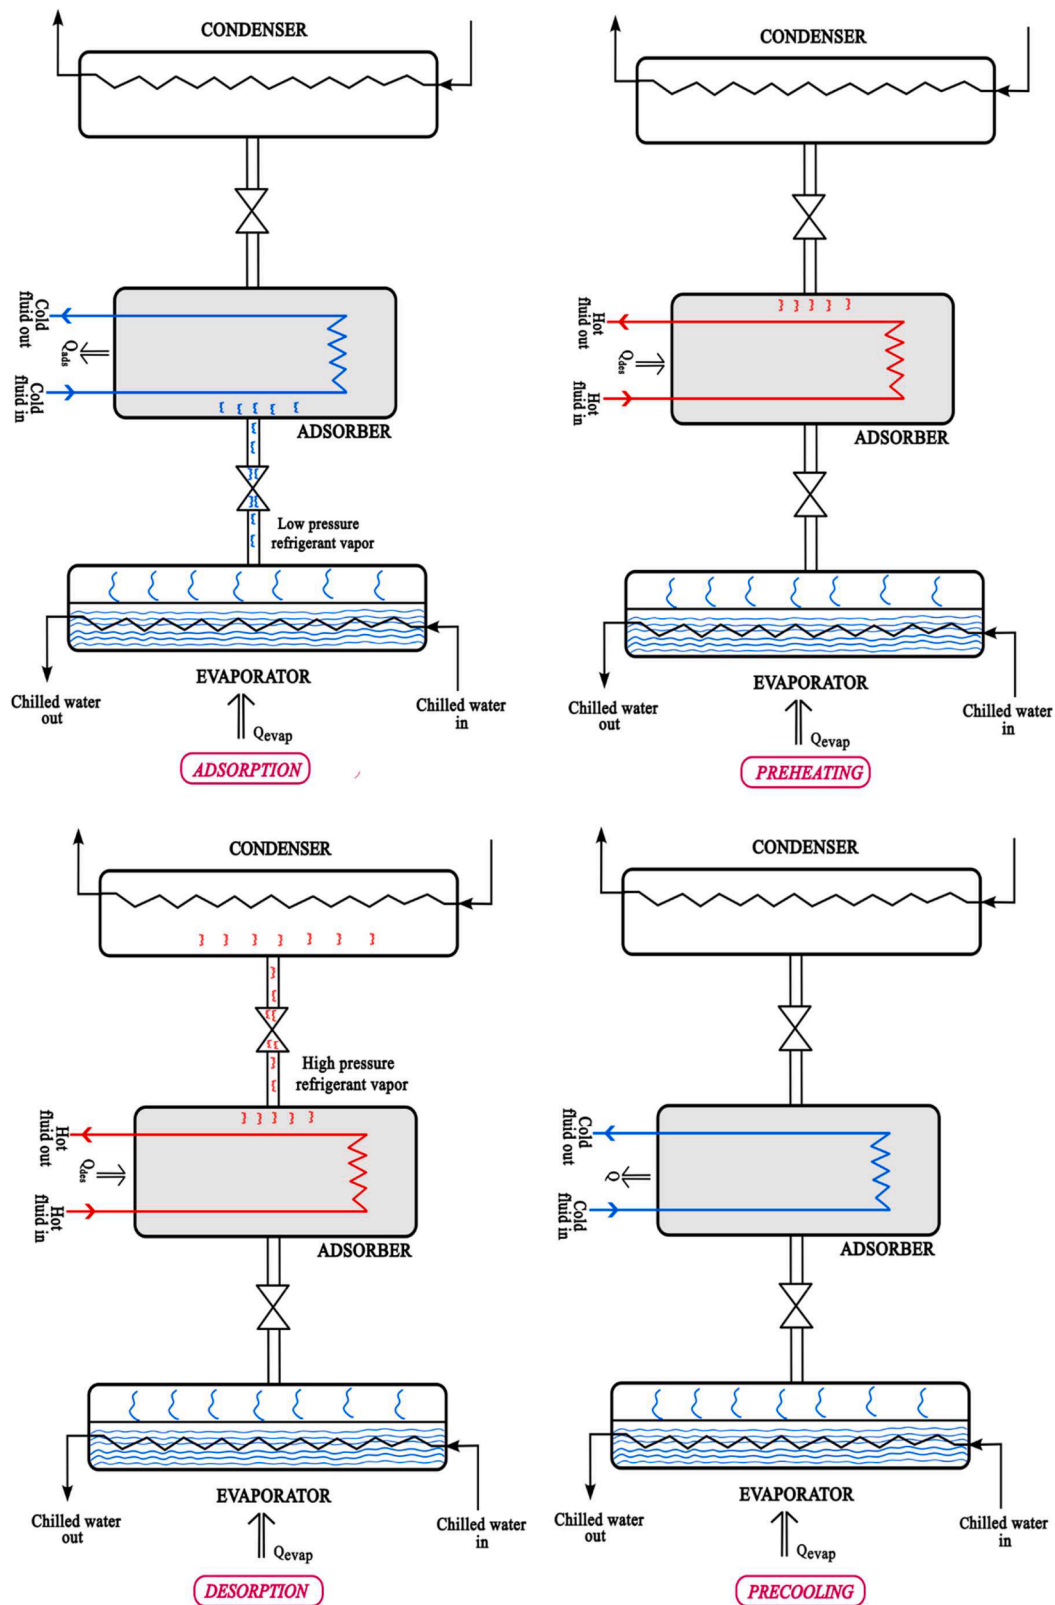 CONDENSER
Cold
fluid out
Qads
Cold
fluid in
ADSORBER
Low pressure
refrigerant vapor
EVAPORATOR
Chilled water
out
Chilled water
in
Qevap
ADSORPTION
CONDENSER
Hot
fluid out
Qdes
Hot
fluid in
ADSORBER
EVAPORATOR
Chilled water
out
Chilled water
in
Qevap
PREHEATING
CONDENSER
High pressure
refrigerant vapor
Hot
fluid out
Qdes
Hot
fluid in
ADSORBER
EVAPORATOR
Chilled water
out
Chilled water
in
Qevap
DESORPTION
CONDENSER
Cold
fluid out
Q
Cold
fluid in
ADSORBER
EVAPORATOR
Chilled water
out
Chilled water
in
Qevap
PRECOOLING